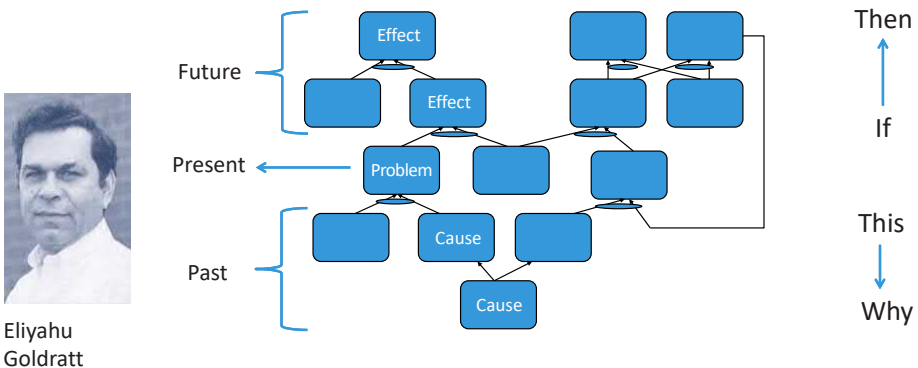 Effect
Then
Future
Effect
If
Present
Problem
This
Cause
Past
Cause
Why
Eliyahu
Goldratt